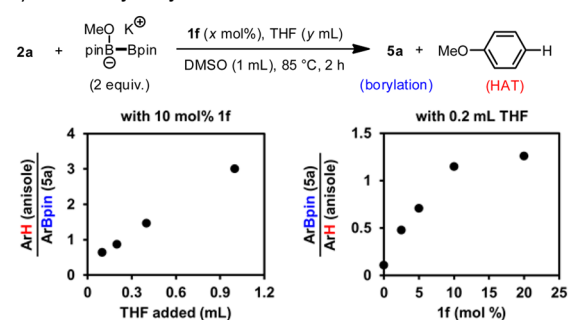 MeO K⊕
2a + pinB–Bpin 1f (x mol%), THF (y mL) 5a + MeO H
⊖
DMSO (1 mL), 85 °C, 2 h
(2 equiv.) (borylation) (HAT)
with 10 mol% 1f
ArH (anisole)
ArBpin (5a)
4
3
2
1
0
0 0.3 0.6 0.9 1.2
THF added (mL)
with 0.2 mL THF
ArBpin (5a)
ArH (anisole)
1.5
1
0.5
0
0 5 10 15 20 25
1f (mol %)